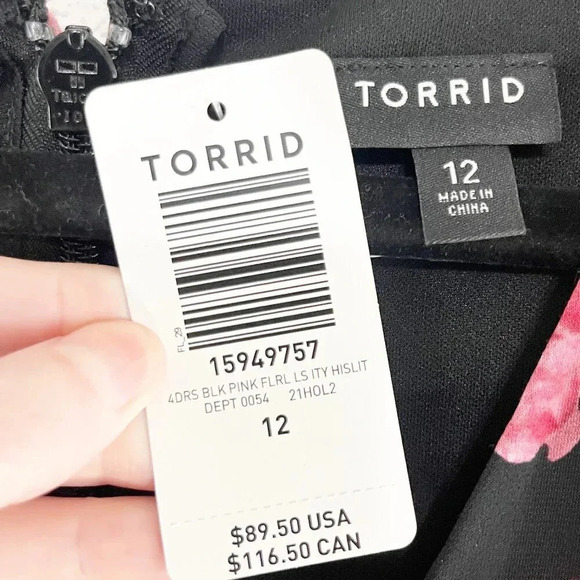 TORRID
FL_29
15949757
4DRS BLK PINK FLRL LS ITY HISLIT
DEPT 0054 21HOL2
12
$89.50 USA
$116.50 CAN
TORRID
12
MADE IN
CHINA